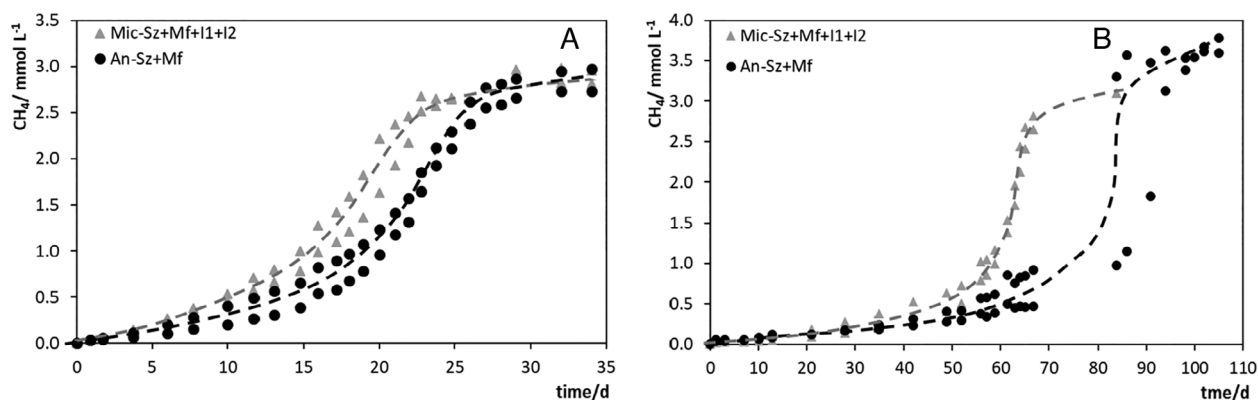 3.5
3.0
2.5
2.0
1.5
1.0
0.5
0.0
CH4/ mmol L-1
Mic-Sz+Mf+I1+I2
An-Sz+Mf
A
0 5 10 15 20 25 30 35
time/d
4.0
3.5
3.0
2.5
2.0
1.5
1.0
0.5
0.0
CH4/ mmol L-1
Mic-Sz+Mf+I1+I2
An-Sz+Mf
B
0 10 20 30 40 50 60 70 80 90 100 110
tme/d